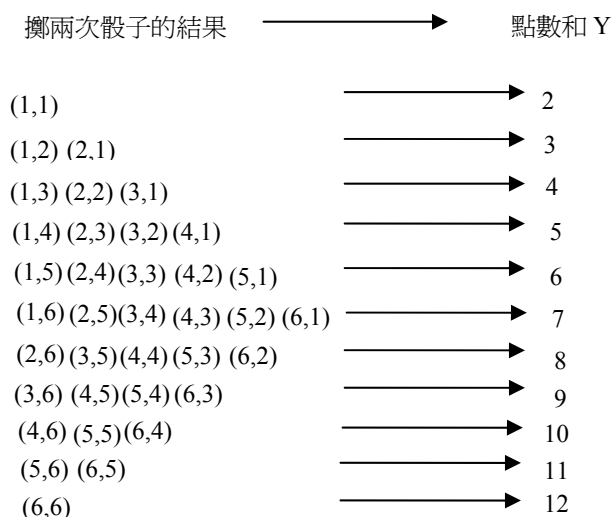 擲兩次骰子的結果 點數和 Y
(1,1) 2
(1,2) (2,1) 3
(1,3) (2,2) (3,1) 4
(1,4) (2,3) (3,2) (4,1) 5
(1,5) (2,4) (3,3) (4,2) (5,1) 6
(1,6) (2,5) (3,4) (4,3) (5,2) (6,1) 7
(2,6) (3,5) (4,4) (5,3) (6,2) 8
(3,6) (4,5) (5,4) (6,3) 9
(4,6) (5,5) (6,4) 10
(5,6) (6,5) 11
(6,6) 12